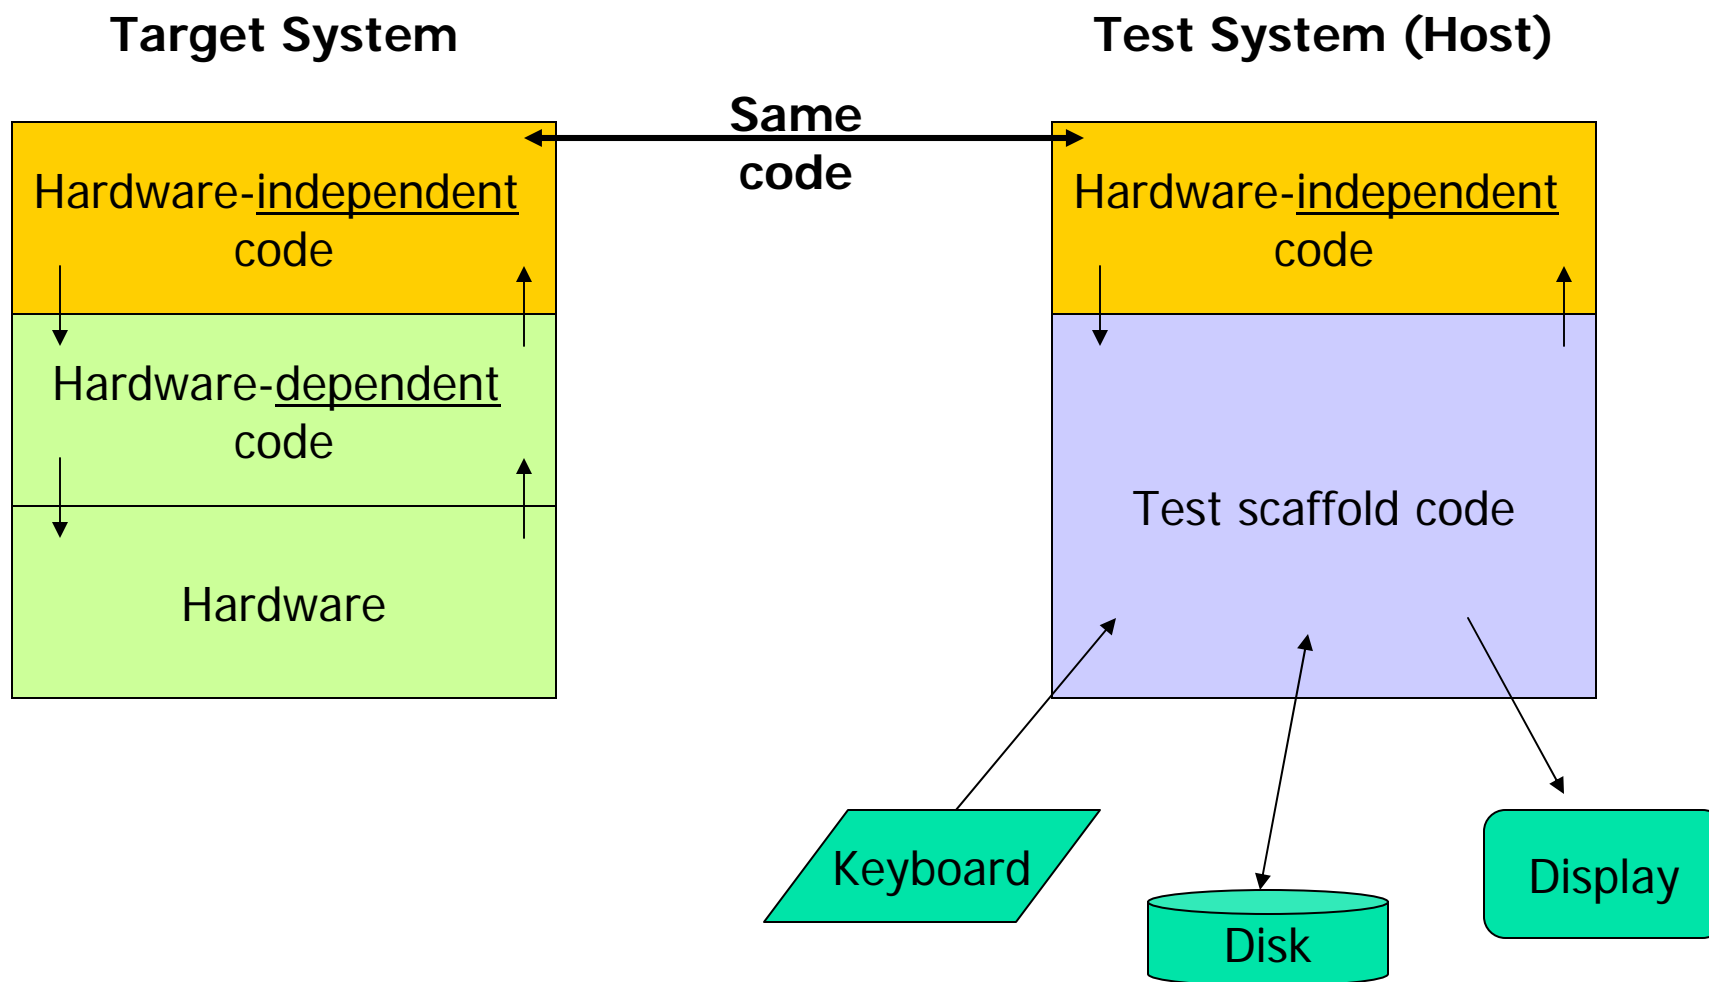 Target System
Test System (Host)
Same
code
Hardware-independent
code
Hardware-independent
code
Hardware-dependent
code
Test scaffold code
Hardware
Keyboard
Display
Disk